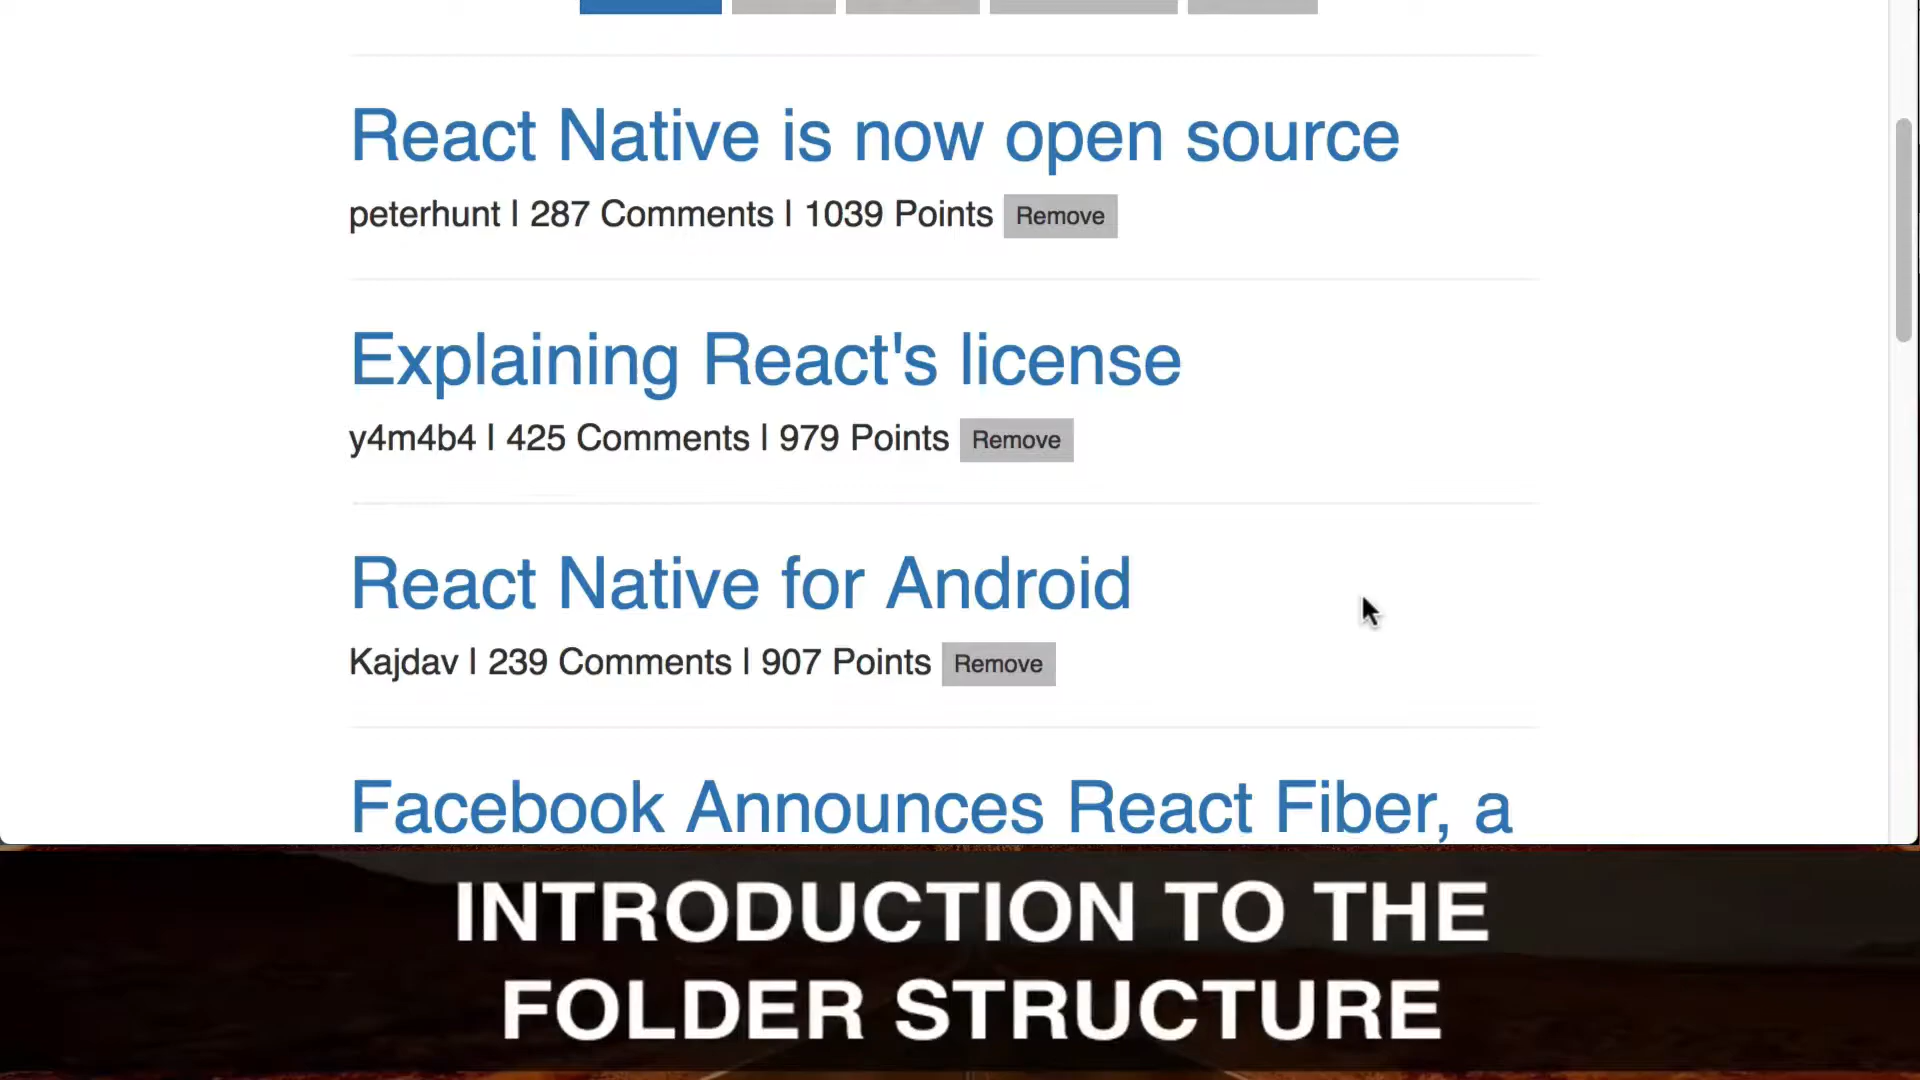 React Native is now open source
peterhunt | 287 Comments | 1039 Points Remove
Explaining React's license
y4m4b4 | 425 Comments | 979 Points Remove
React Native for Android
Kajdav | 239 Comments | 907 Points Remove
Facebook Announces React Fiber, a
INTRODUCTION TO THE
FOLDER STRUCTURE